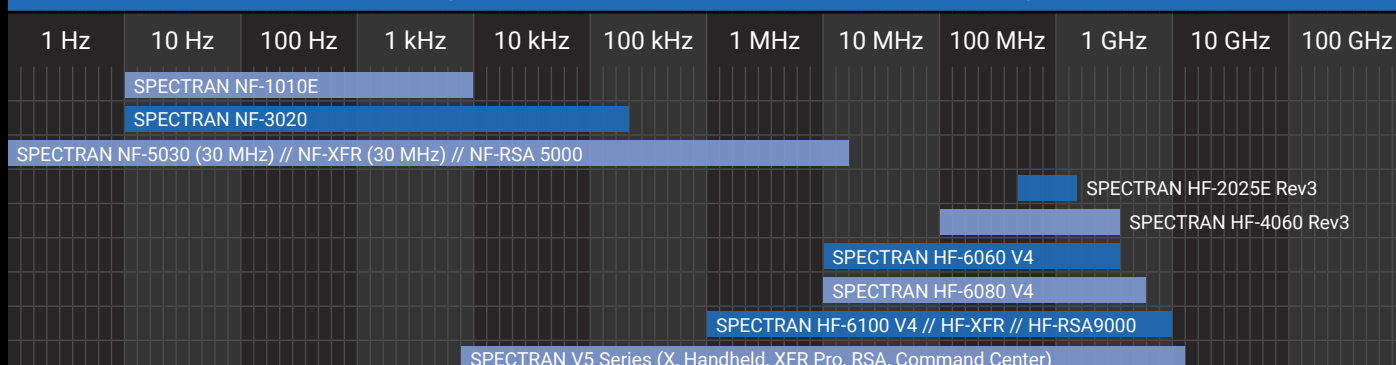 1 Hz 10 Hz 100 Hz 1 kHz 10 kHz 100 kHz 1 MHz 10 MHz 100 MHz 1 GHz 10 GHz 100 GHz
SPECTRAN NF-1010E
SPECTRAN NF-3020
SPECTRAN NF-5030 (30 MHz) // NF-XFR (30 MHz) // NF-RSA 5000
SPECTRAN HF-2025E Rev3
SPECTRAN HF-4060 Rev3
SPECTRAN HF-6060 V4
SPECTRAN HF-6080 V4
SPECTRAN HF-6100 V4 // HF-XFR // HF-RSA9000
SPECTRAN V5 Series (X, Handheld, XFR Pro, RSA, Command Center)